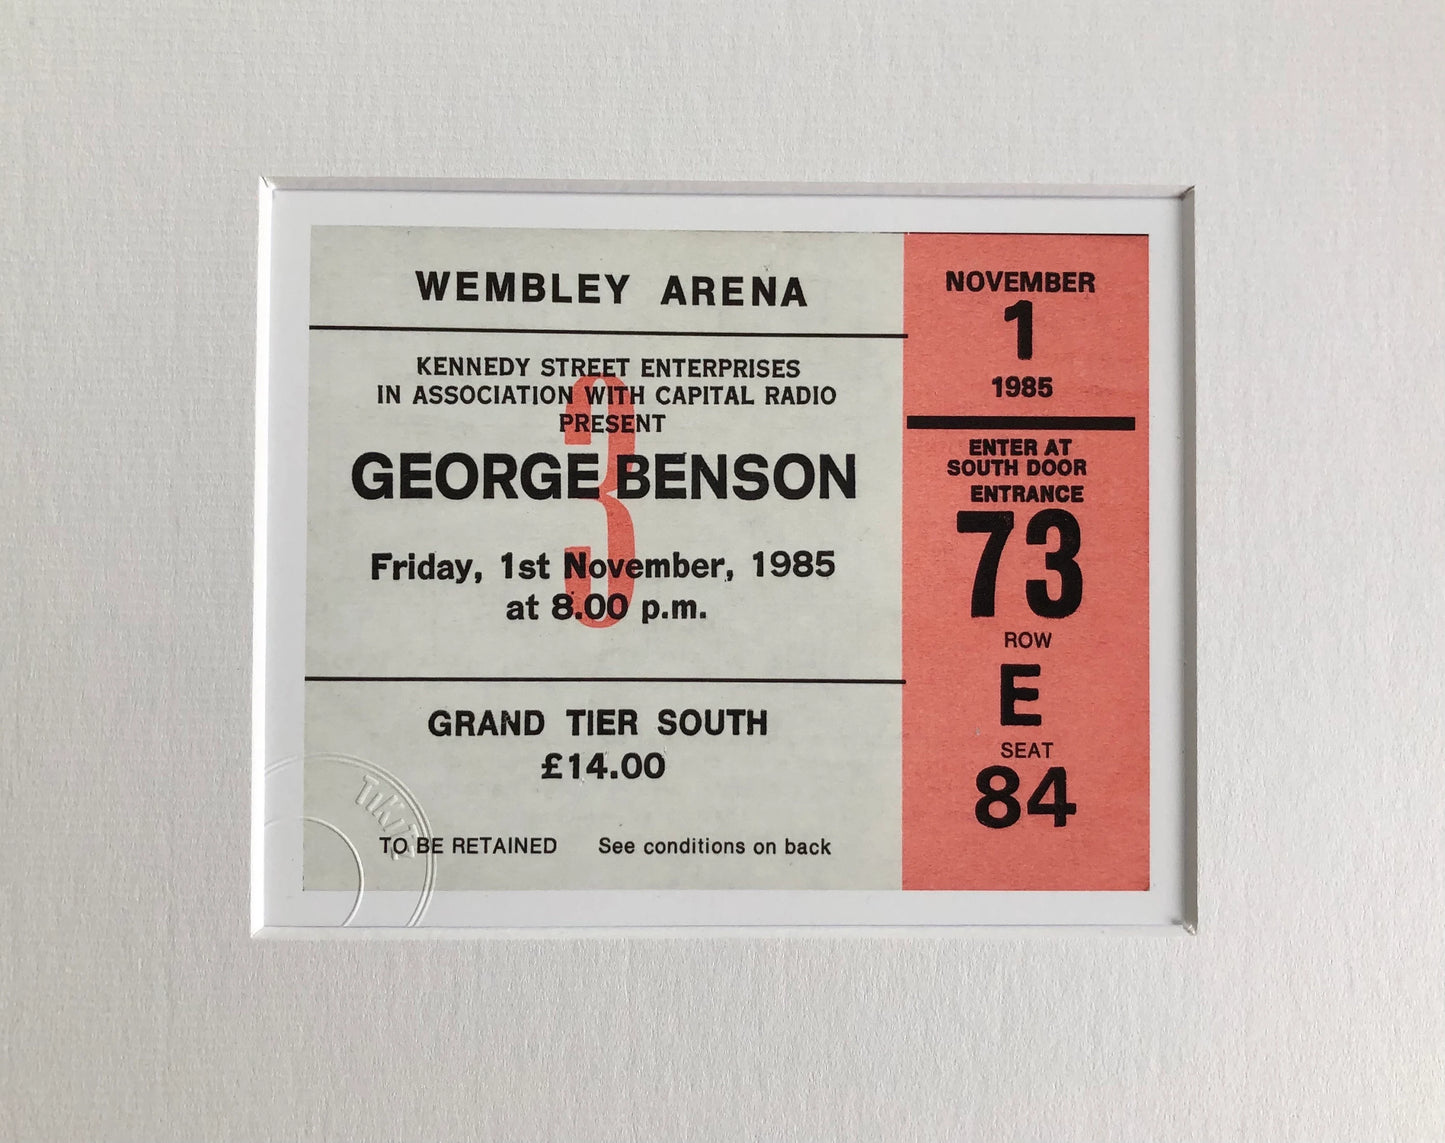 WEMBLEY ARENA
KENNEDY STREET ENTERPRISES
IN ASSOCIATION WITH CAPITAL RADIO
PRESENT
3
GEORGE BENSON
Friday, 1st November, 1985
at 8.00 p.m.
GRAND TIER SOUTH
£14.00
TO BE RETAINED See conditions on back
TIKITZ
NOVEMBER
1
1985
ENTER AT
SOUTH DOOR
ENTRANCE
73
ROW
E
SEAT
84